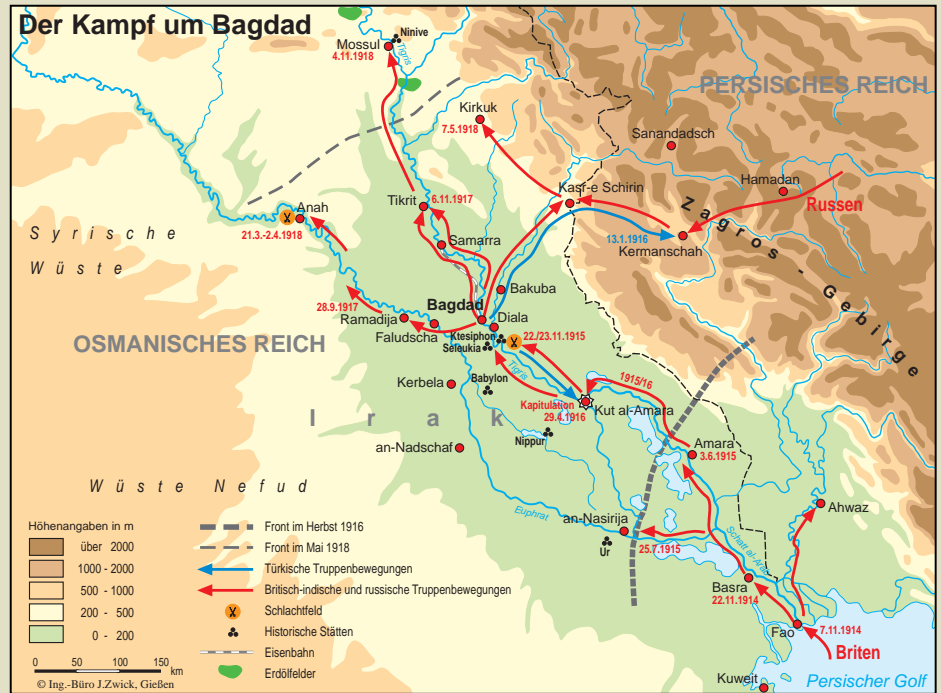 Der Kampf um Bagdad
Ninive
Mossul
4.11.1918
Tigris
PERSISCHES REICH
Kirkuk
7.5.1918
Sanandadsch
Hamadan
Russen
Kasf-e Schirin
Tikrit
6.11.1917
Anah
21.3.-2.4.1918
Zagros-Gebirge
13.1.1916
Kermanschah
Samarra
Syrische
Wüste
Bakuba
28.9.1917
Bagdad
Ramadija
Diala
Faludscha
Ktesiphon
Seleukia
22./23.11.1915
OSMANISCHES REICH
Tigris
1915/16
Kerbela
Babylon
Kapitulation
29.4.1916
Kut al-Amara
Irak
Nippur
an-Nadschaf
Amara
3.6.1915
Wüste Nefud
Euphrat
an-Nasirija
Ur
25.7.1915
Schatt al-Arab
Ahwaz
Basra
22.11.1914
Fao
7.11.1914
Briten
Kuweit
Persischer Golf
Höhenangaben in m
über 2000
1000 - 2000
500 - 1000
200 - 500
0 - 200
0 50 100 150
km
© Ing.-Büro J.Zwick, Gießen
Front im Herbst 1916
Front im Mai 1918
Türkische Truppenbewegungen
Britisch-indische und russische Truppenbewegungen
Schlachtfeld
Historische Stätten
Eisenbahn
Erdölfelder